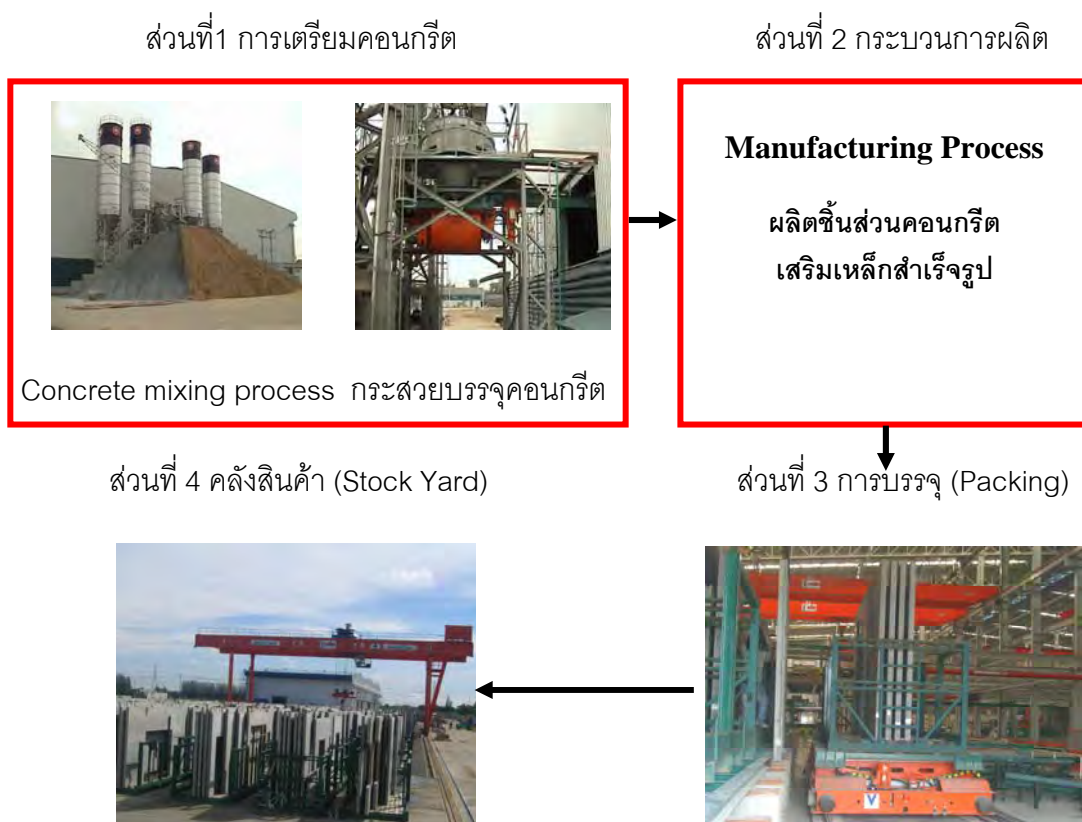 ส่วนที่1 การเตรียมคอนกรีต
ส่วนที่ 2 กระบวนการผลิต
Manufacturing Process
ผลิตชิ้นส่วนคอนกรีต
เสริมเหล็กสำเร็จรูป
Concrete mixing process กระสวยบรรจุคอนกรีต
ส่วนที่ 4 คลังสินค้า (Stock Yard)
ส่วนที่ 3 การบรรจุ (Packing)
V